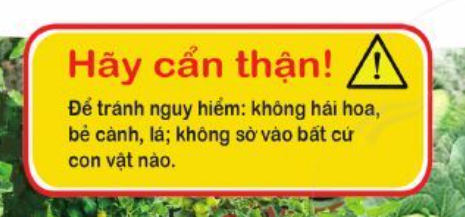 Hãy cẩn thận!
Để tránh nguy hiểm: không hái hoa,
bẻ cành, lá; không sờ vào bất cứ
con vật nào.